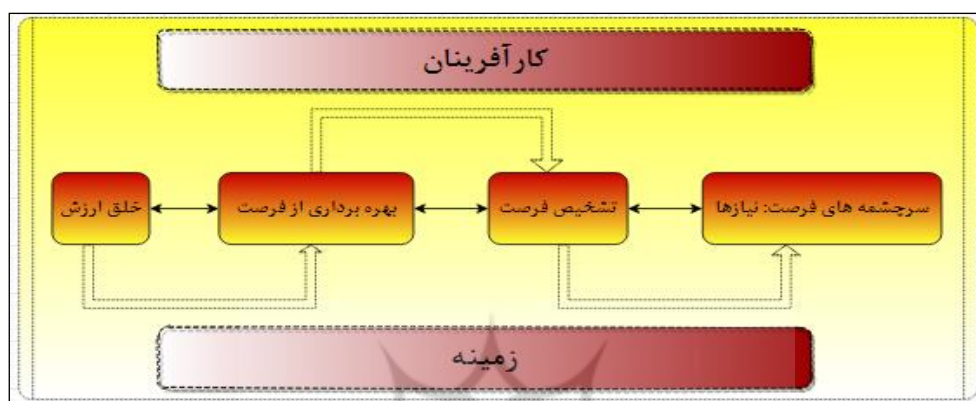 کارآفرینان
سرچشمه های فرصت: نیازها
تشخیص فرصت
بهره برداری از فرصت
خلق ارزش
زمینه